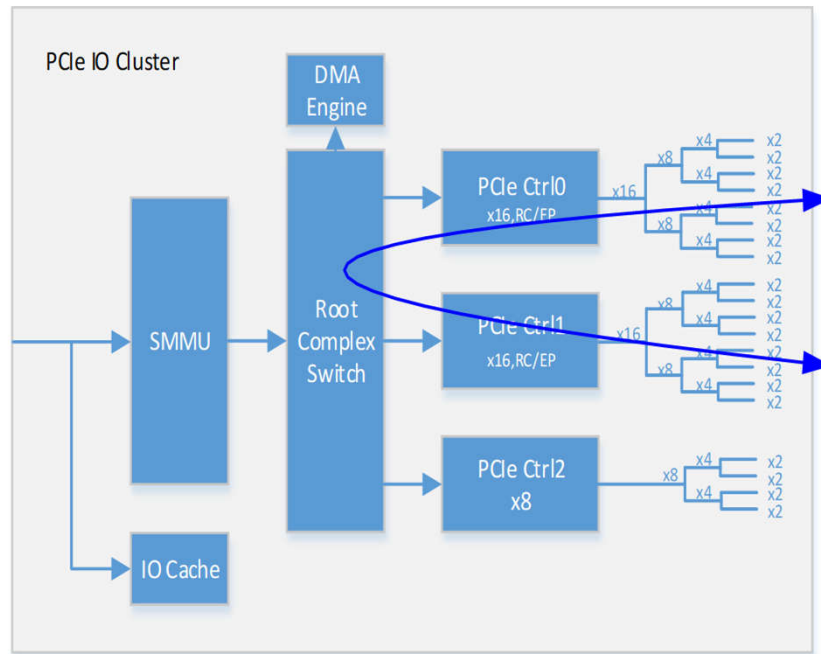 PCIe IO Cluster
DMA
Engine
SMMU
IO Cache
Root
Complex
Switch
PCIe Ctrl0
x16,RC/EP
x16
x8
x4
x2
x2
x4
x2
x2
x8
x4
x2
x2
x4
x2
x2
PCIe Ctrl1
x16,RC/EP
x16
x8
x4
x2
x2
x4
x2
x2
x8
x4
x2
x2
x4
x2
x2
PCIe Ctrl2
x8
x8
x4
x2
x2
x4
x2
x2